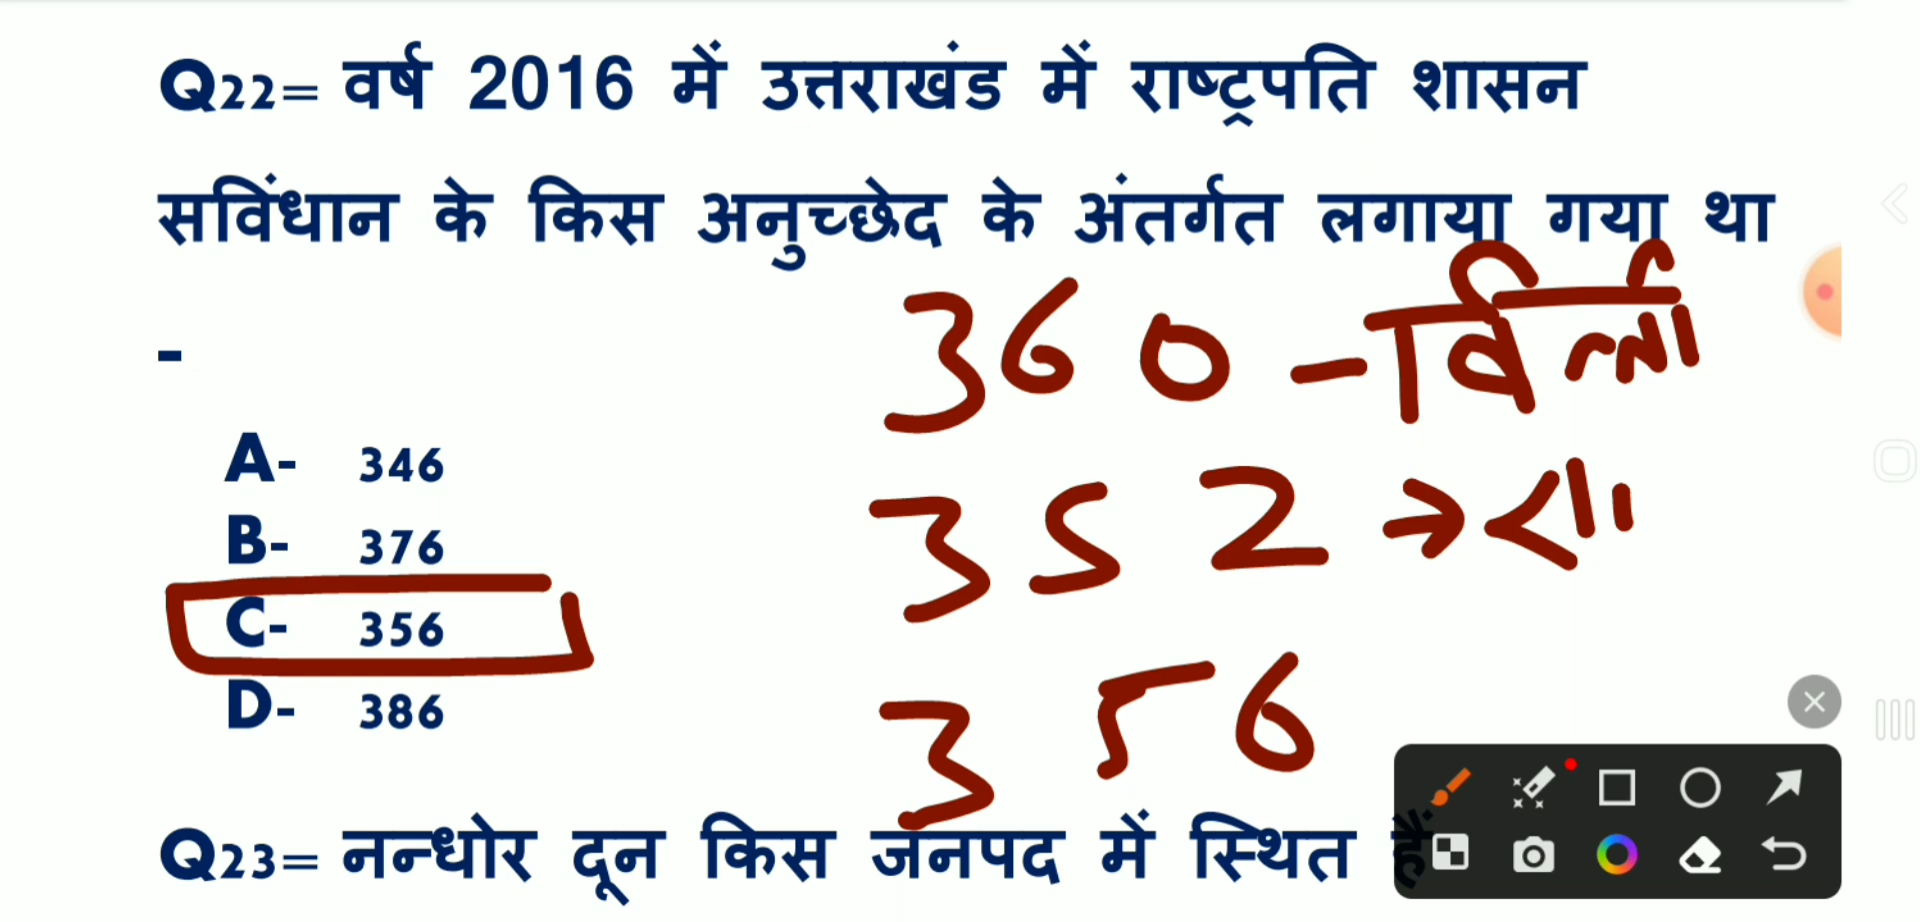 Q22= वर्ष 2016 में उत्तराखंड में राष्ट्रपति शासन
सविंधान के किस अनुच्छेद के अंतर्गत लगाया गया था
-
360 -
352 →
356
A- 346
B- 376
C- 356
D- 386
Q23= नन्धोर दून किस जनपद में स्थित हैं